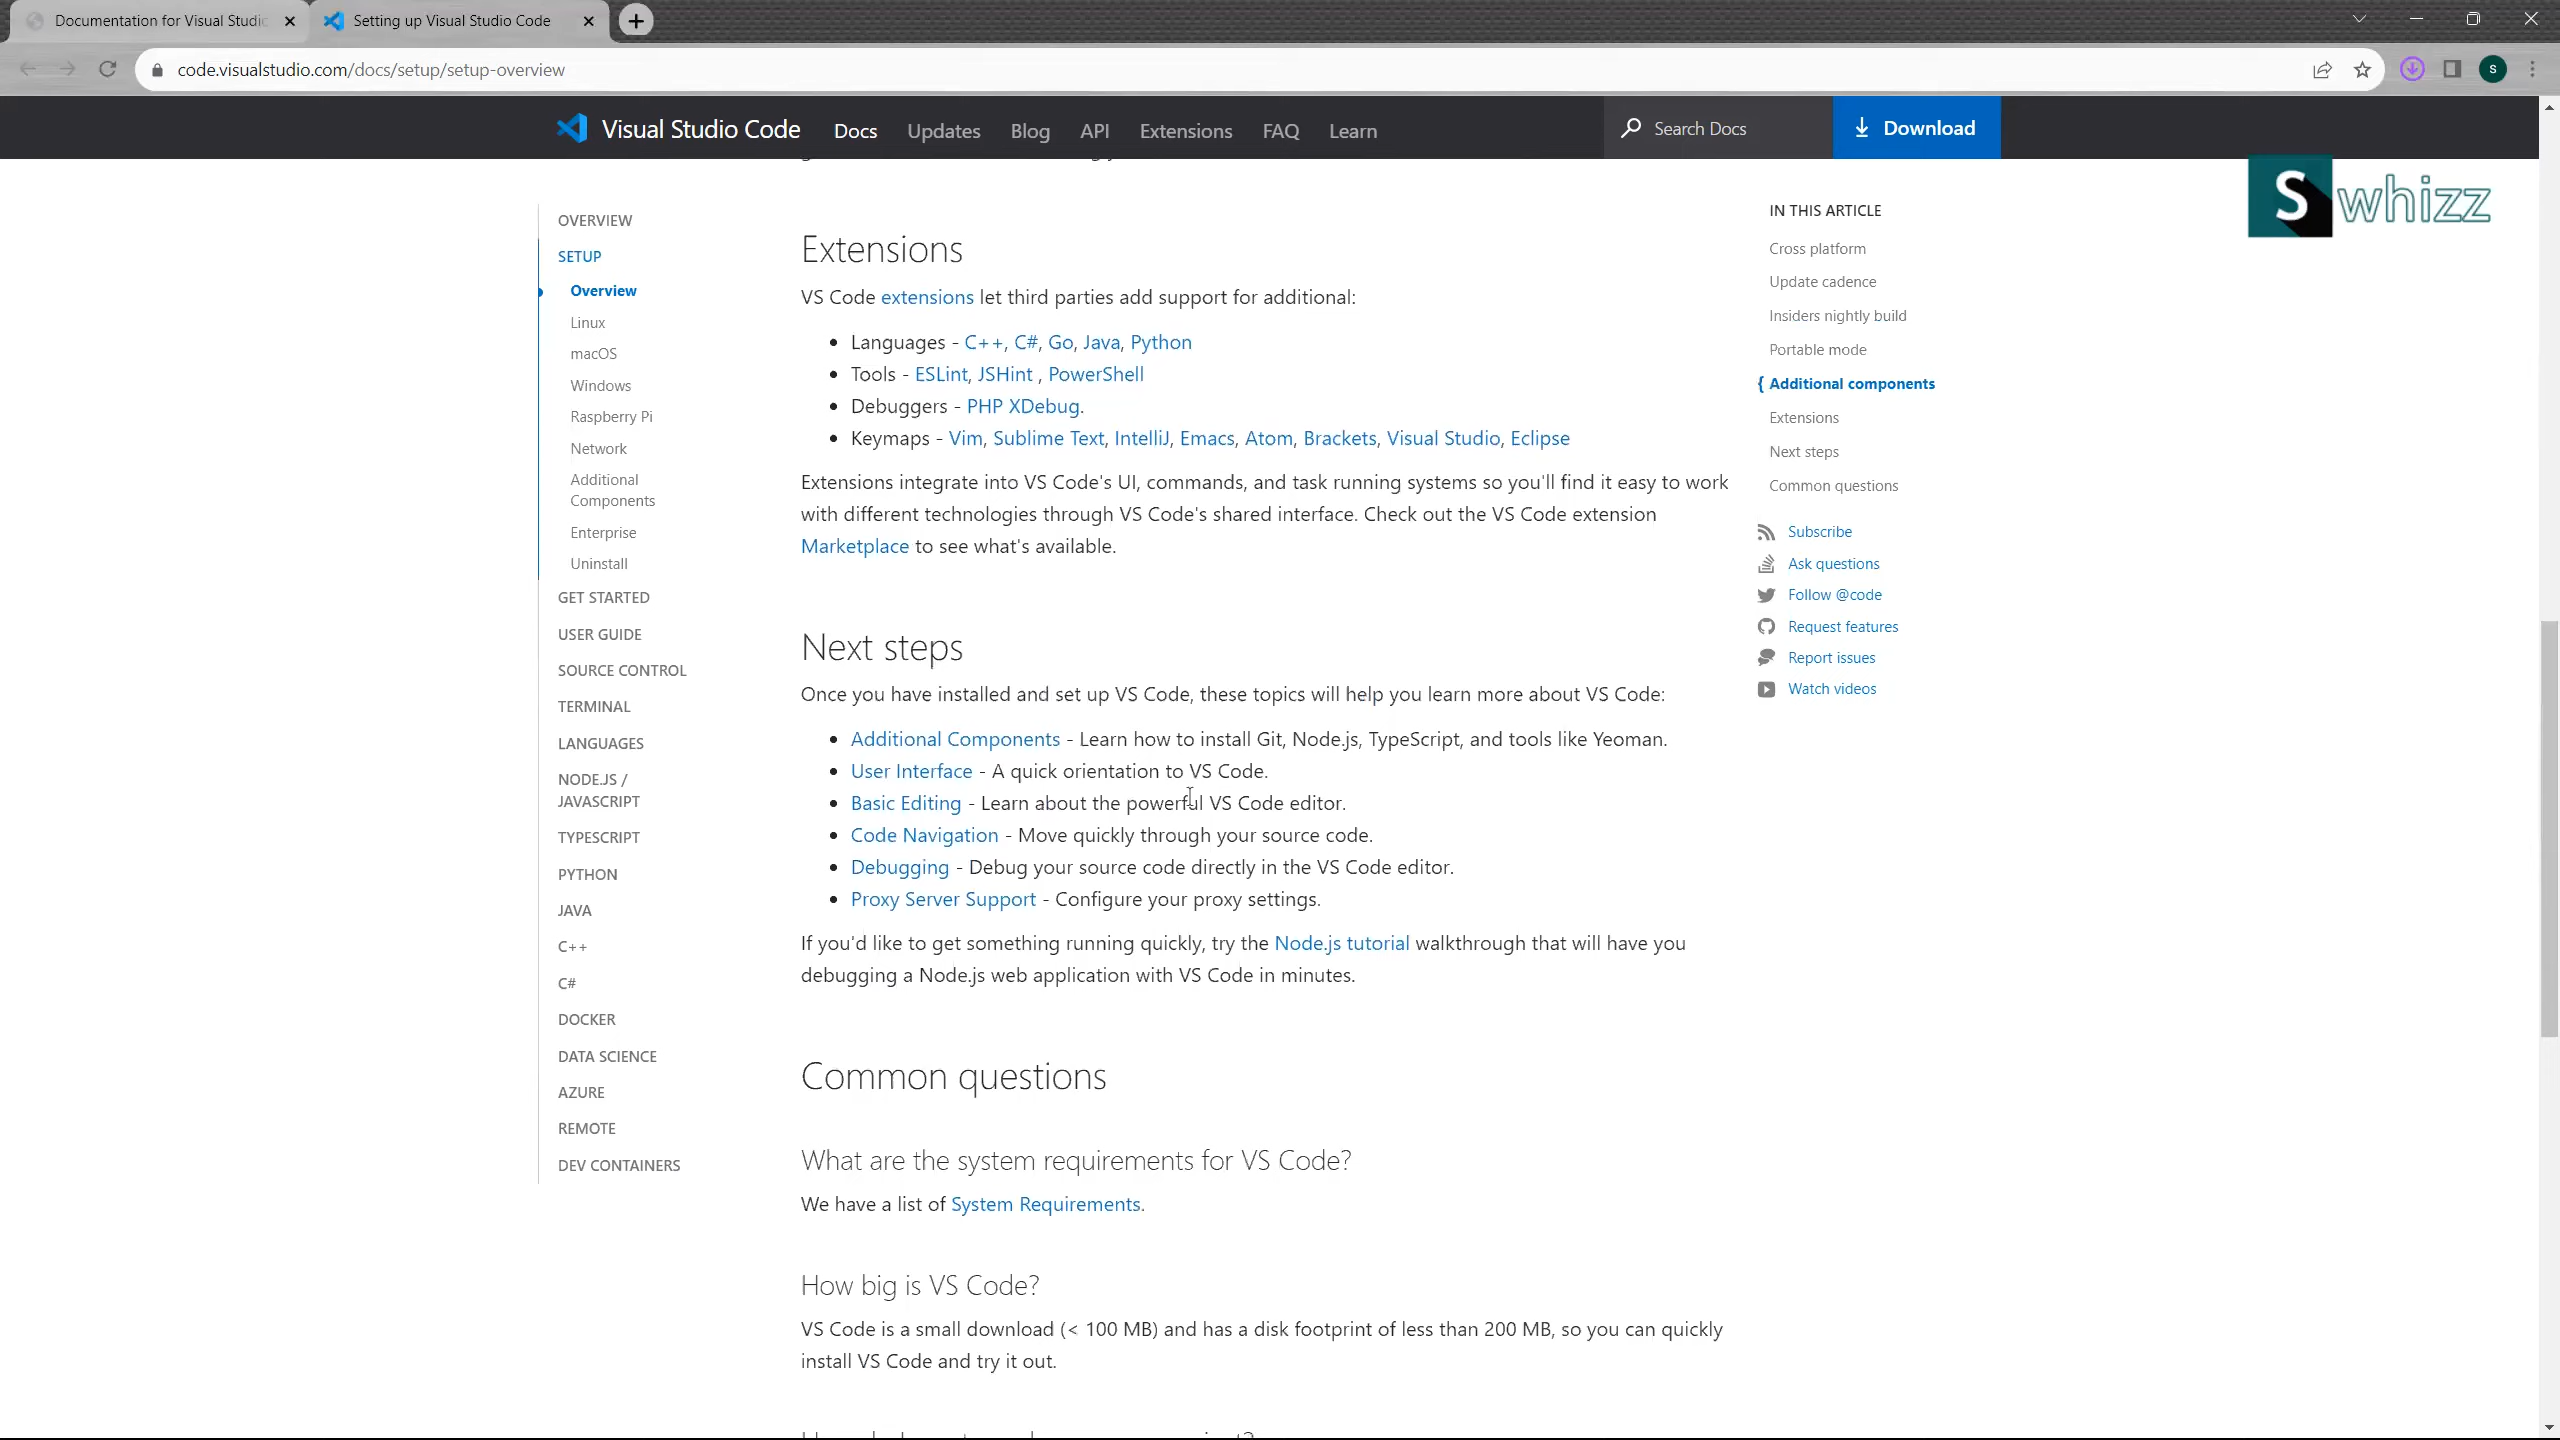 Documentation for Visual Studio
Setting up Visual Studio Code
code.visualstudio.com/docs/setup/setup-overview
S
Visual Studio Code
Docs
Updates
Blog
API
Extensions
FAQ
Learn
Search Docs
Download
S whizz
OVERVIEW
SETUP
Overview
Linux
macOS
Windows
Raspberry Pi
Network
Additional
Components
Enterprise
Uninstall
GET STARTED
USER GUIDE
SOURCE CONTROL
TERMINAL
LANGUAGES
NODE.JS /
JAVASCRIPT
TYPESCRIPT
PYTHON
JAVA
C++
C#
DOCKER
DATA SCIENCE
AZURE
REMOTE
DEV CONTAINERS
Extensions
VS Code extensions let third parties add support for additional:
• Languages - C++, C#, Go, Java, Python
• Tools - ESLint, JSHint , PowerShell
• Debuggers - PHP XDebug.
• Keymaps - Vim, Sublime Text, IntelliJ, Emacs, Atom, Brackets, Visual Studio, Eclipse
Extensions integrate into VS Code's UI, commands, and task running systems so you'll find it easy to work
with different technologies through VS Code's shared interface. Check out the VS Code extension
Marketplace to see what's available.
Next steps
Once you have installed and set up VS Code, these topics will help you learn more about VS Code:
• Additional Components - Learn how to install Git, Node.js, TypeScript, and tools like Yeoman.
• User Interface - A quick orientation to VS Code.
• Basic Editing - Learn about the powerful VS Code editor.
• Code Navigation - Move quickly through your source code.
• Debugging - Debug your source code directly in the VS Code editor.
• Proxy Server Support - Configure your proxy settings.
If you'd like to get something running quickly, try the Node.js tutorial walkthrough that will have you
debugging a Node.js web application with VS Code in minutes.
Common questions
What are the system requirements for VS Code?
We have a list of System Requirements.
How big is VS Code?
VS Code is a small download (< 100 MB) and has a disk footprint of less than 200 MB, so you can quickly
install VS Code and try it out.
IN THIS ARTICLE
Cross platform
Update cadence
Insiders nightly build
Portable mode
{ Additional components
Extensions
Next steps
Common questions
Subscribe
Ask questions
Follow @code
Request features
Report issues
Watch videos